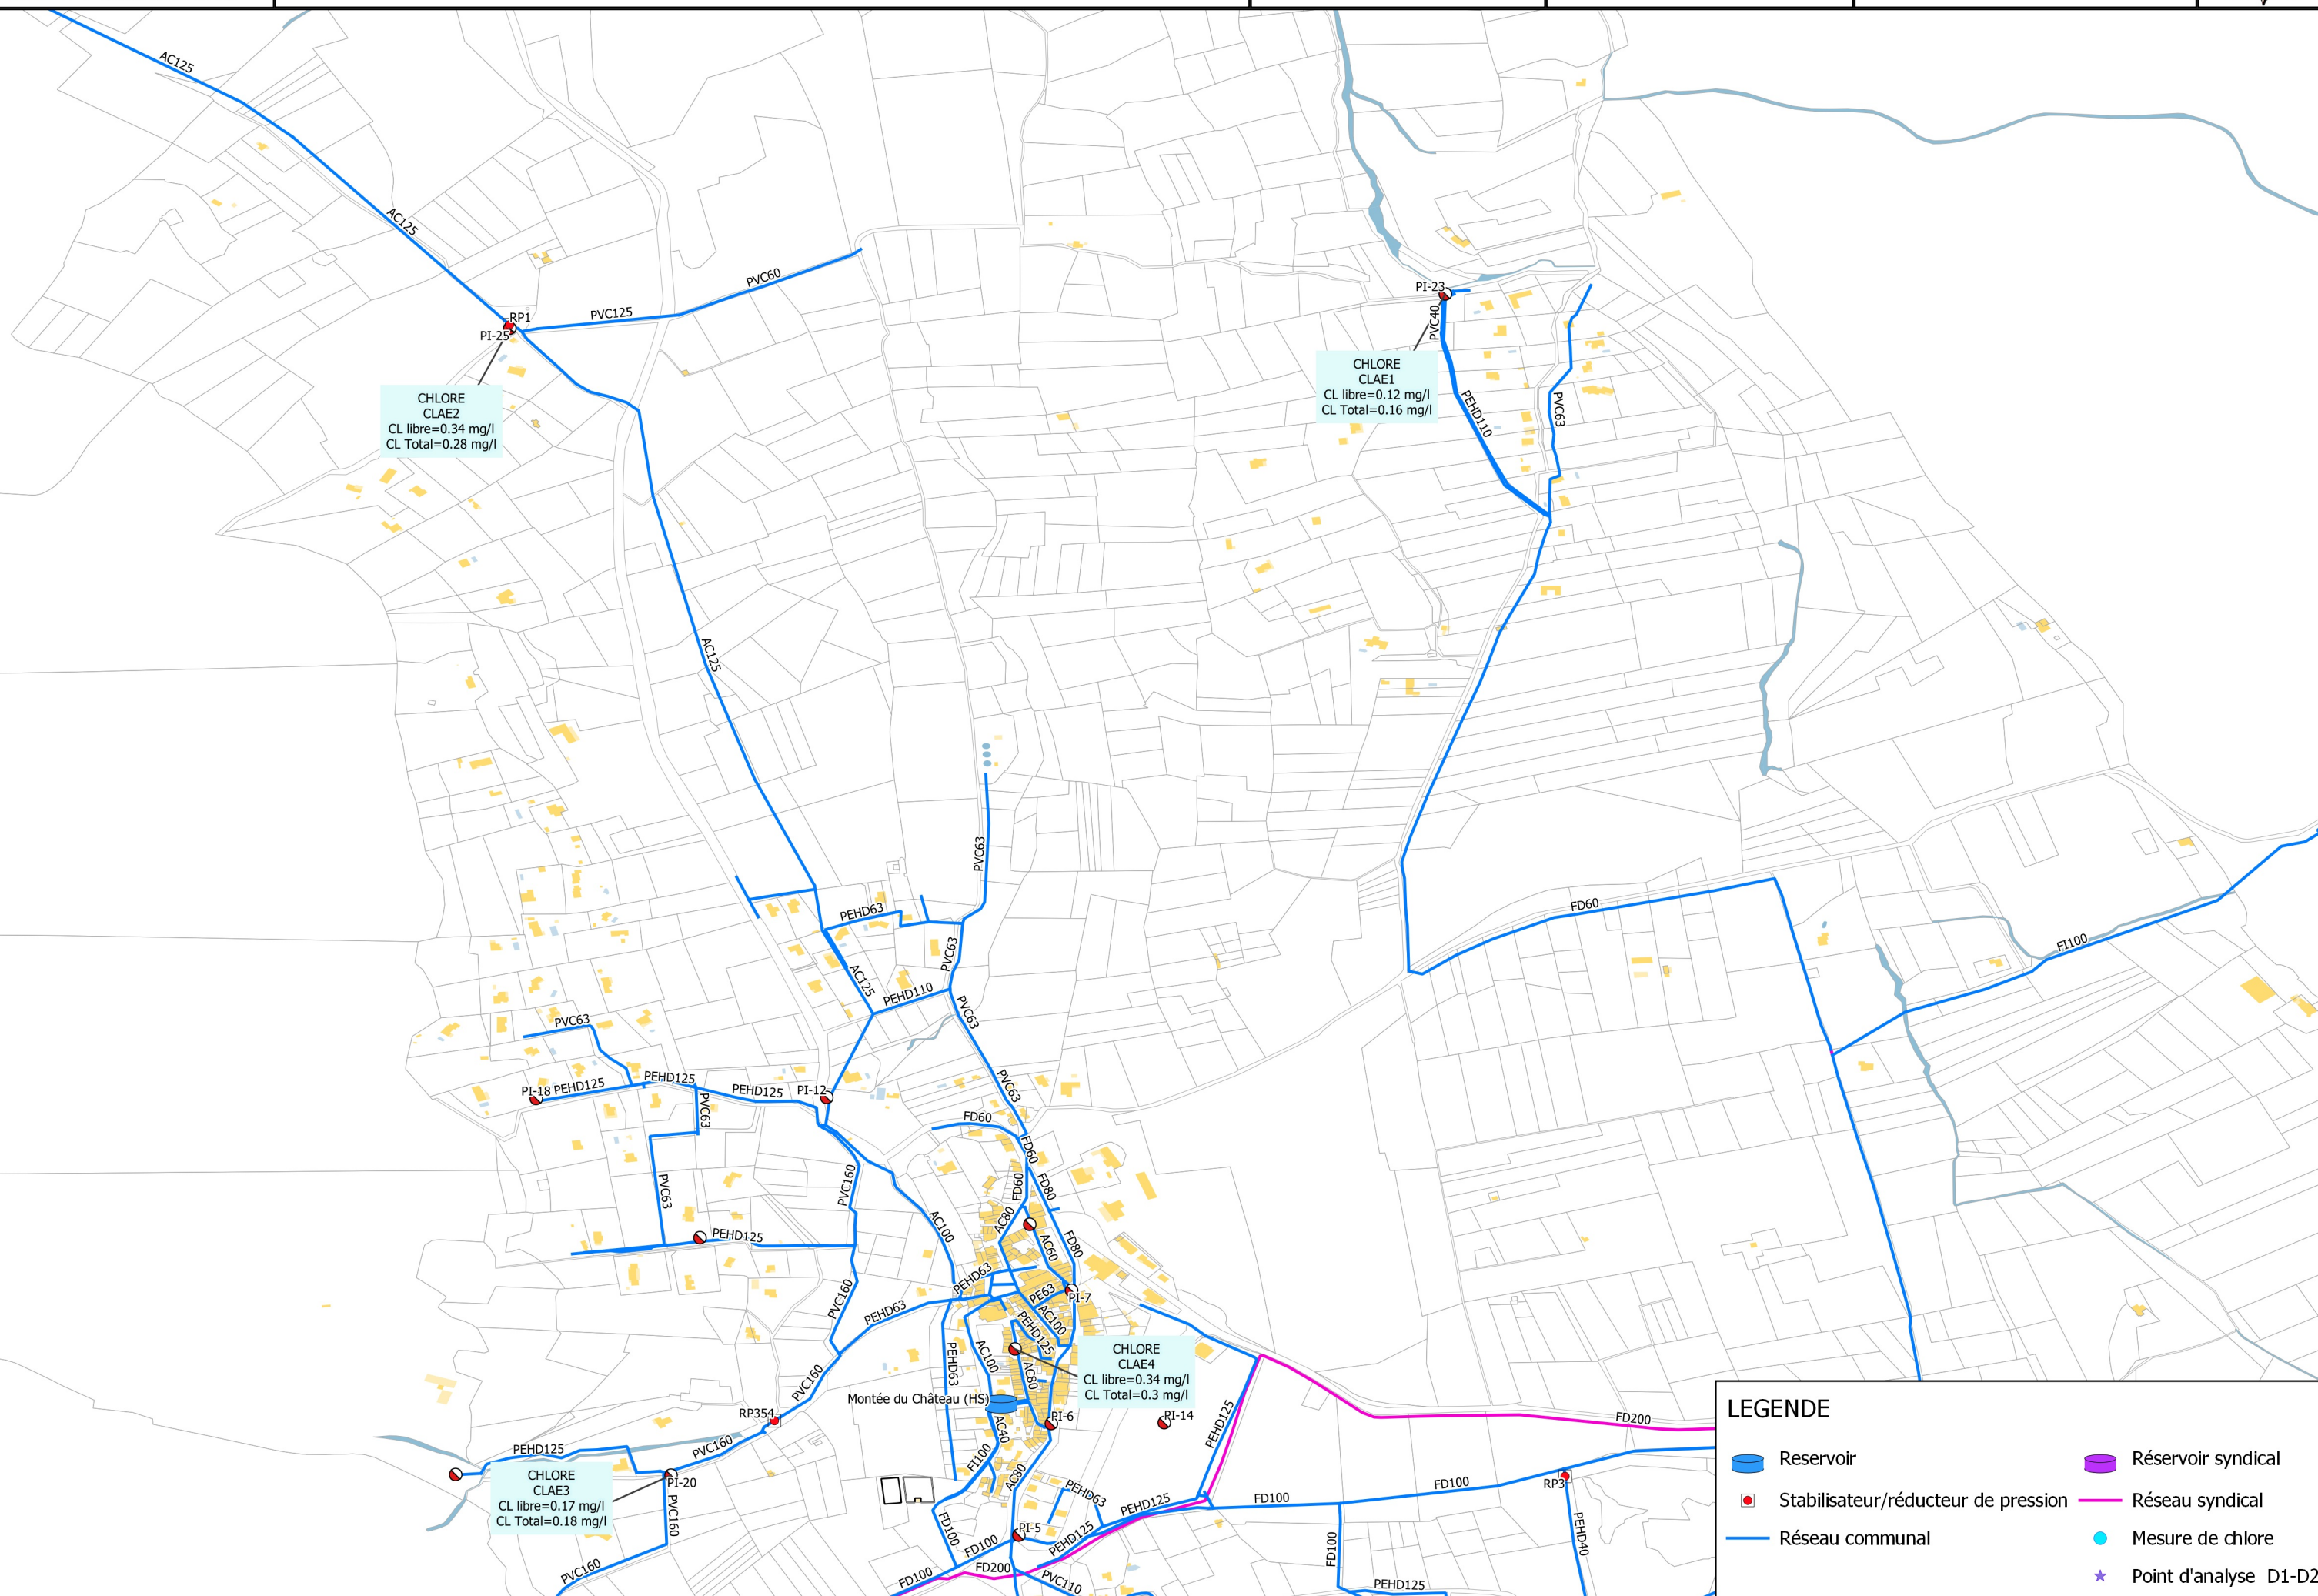 AC125
AC125
PVC60
PVC125
RP1
PI-25
CHLORE
CLAE2
CL libre=0.34 mg/l
CL Total=0.28 mg/l
PI-23
PVC40
CHLORE
CLAE1
CL libre=0.12 mg/l
CL Total=0.16 mg/l
PEHD110
PVC63
AC125
PVC63
PEHD63
PVC63
AC125
PEHD110
PVC63
FD60
FI100
PVC63
PI-18
PEHD125
PEHD125
PEHD125
PI-12
PVC63
PVC63
FD60
FD60
PVC63
PVC160
FD60
FD80
AC80
AC100
PEHD125
AC60
FD80
PEHD63
PE63
PI-7
PVC160
PEHD63
AC100
PEHD125
PEHD63
AC100
AC80
CHLORE
CLAE4
CL libre=0.34 mg/l
CL Total=0.3 mg/l
PVC160
Montée du Château (HS)
RP354
PI-6
PI-14
AC40
PEHD125
FD200
PEHD125
PVC160
FI100
AC80
CHLORE
CLAE3
CL libre=0.17 mg/l
CL Total=0.18 mg/l
PI-20
PVC160
PEHD63
PEHD125
FD100
FD100
RP3
PI-5
FD100
FD100
PEHD125
FD100
PEHD40
PVC160
FD100
FD200
PVC110
PEHD125
LEGENDE
Reservoir
Réservoir syndical
Stabilisateur/réducteur de pression
Réseau syndical
Réseau communal
Mesure de chlore
Point d'analyse D1-D2